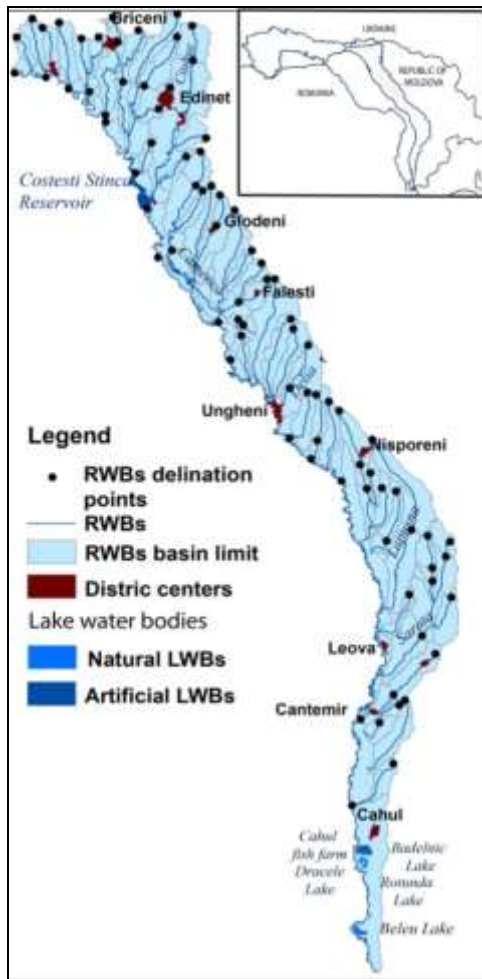 Briceni
UKRAINE
REPUBLIC OF
MOLDOVA
ROMANIA
Edinet
Costesti Stinca
Reservoir
Glodeni
Falesti
Ungheni
Nisporeni
Legend
RWBs delination
points
RWBs
RWBs basin limit
Distric centers
Lake water bodies
Natural LWBs
Artificial LWBs
Sarata
Leova
Cantemir
Cahul
Cahul
fish farm
Dracele
Lake
Badelnic
Lake
Rotunda
Lake
Beleu Lake